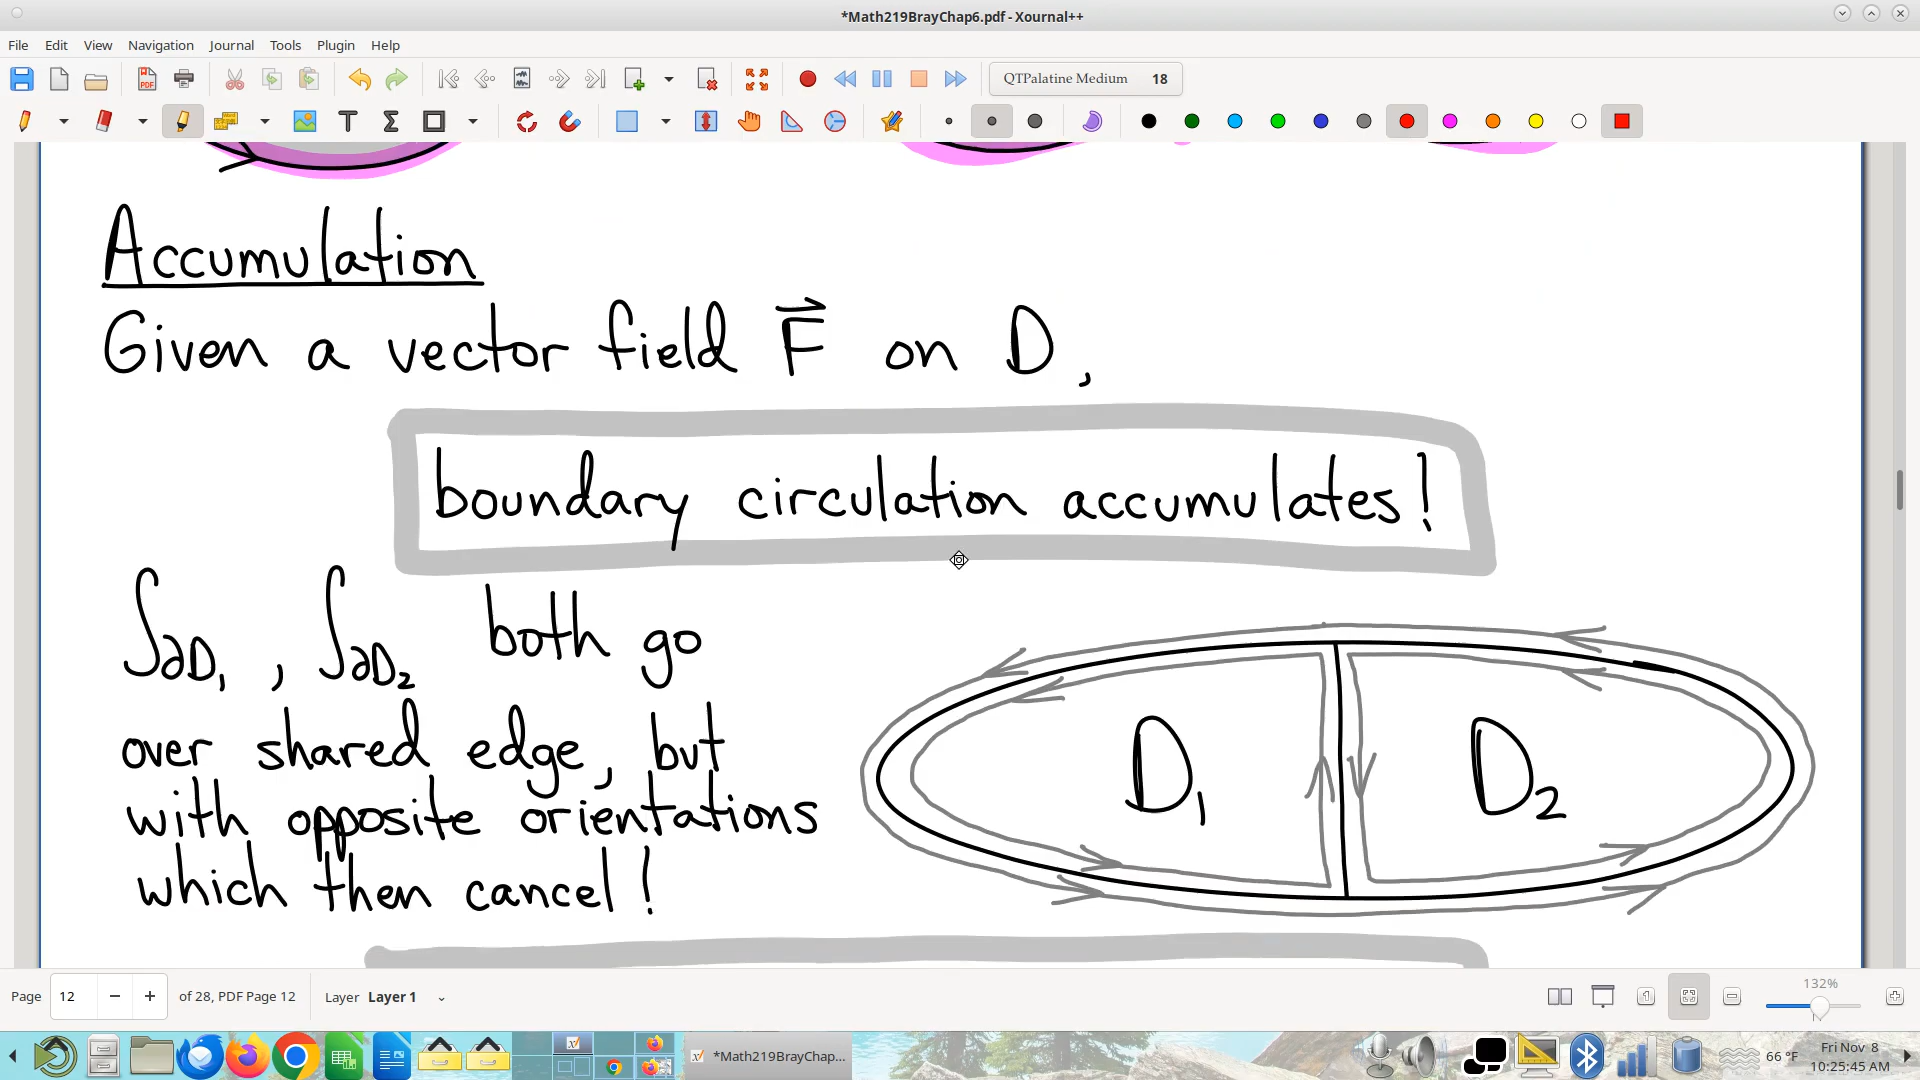 *Math219BrayChap6.pdf - Xournal++
File Edit View Navigation Journal Tools Plugin Help
QTPalatine Medium 18
Accumulation
Given a vector field F⃗ on D,
boundary circulation accumulates!
∫∂D₁ , ∫∂D₂ both go
over shared edge, but
with opposite orientations
which then cancel!
D₁ D₂
Page 12 of 28, PDF Page 12 Layer Layer 1 132%
*Math219BrayChap...
66 °F
Fri Nov 8
10:25:45 AM